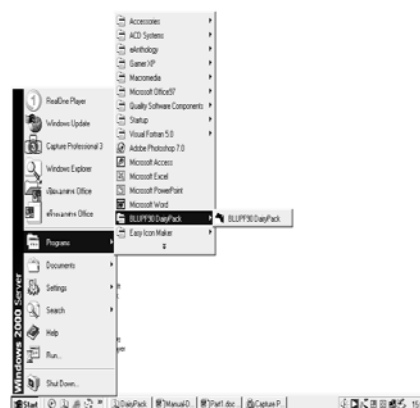 Accessories
ACD Systems
eAnthology
Gamer XP
Macromedia
Microsoft Office97
Quality Software Components
Startup
Visual Fortran 5.0
Adobe Photoshop 7.0
Microsoft Access
Microsoft Excel
Microsoft PowerPoint
Microsoft Word
BLUPF90 DairyPack
BLUPF90 DairyPack
Easy Icon Maker
RealOne Player
Windows Update
Capture Professional 3
Windows Explorer
Office
Office
Programs
Documents
Settings
Search
Help
Run...
Shut Down...
Windows 2000 Server
Start
DairyPack
Manual-D...
Part1.doc ...
Capture P...